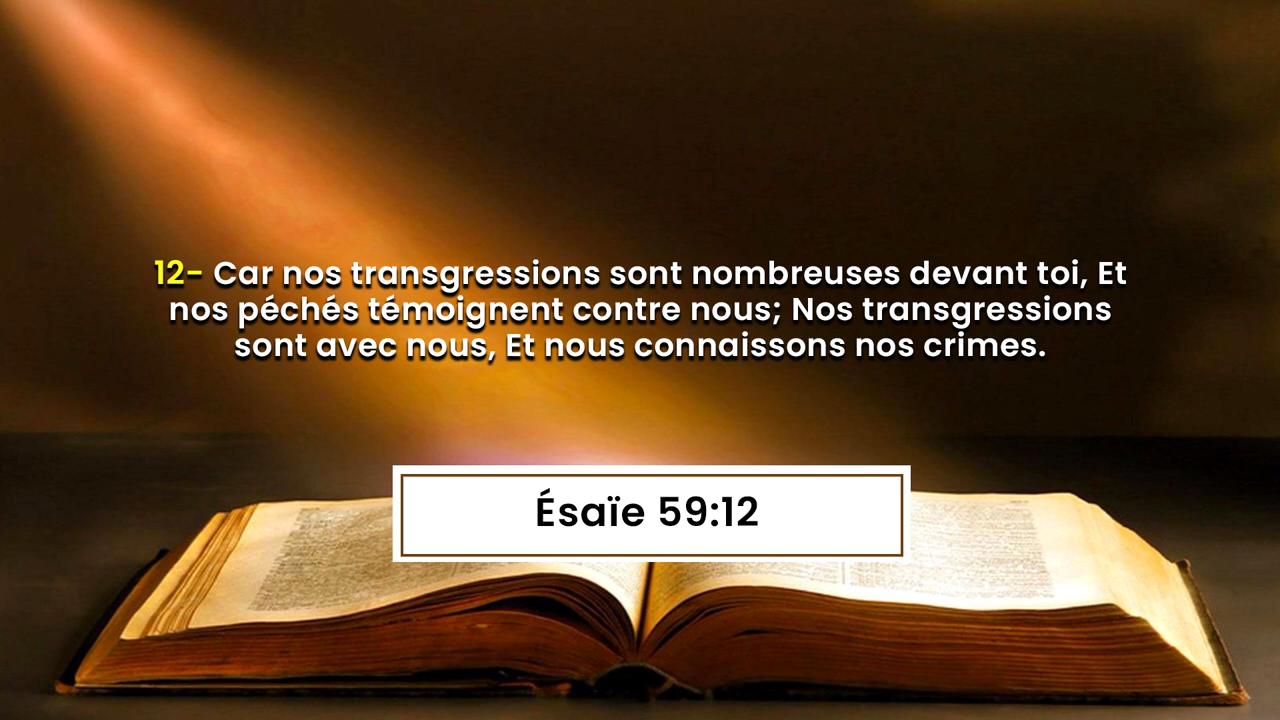 12- Car nos transgressions sont nombreuses devant toi, Et
nos péchés témoignent contre nous; Nos transgressions
sont avec nous, Et nous connaissons nos crimes.
Ésaïe 59:12